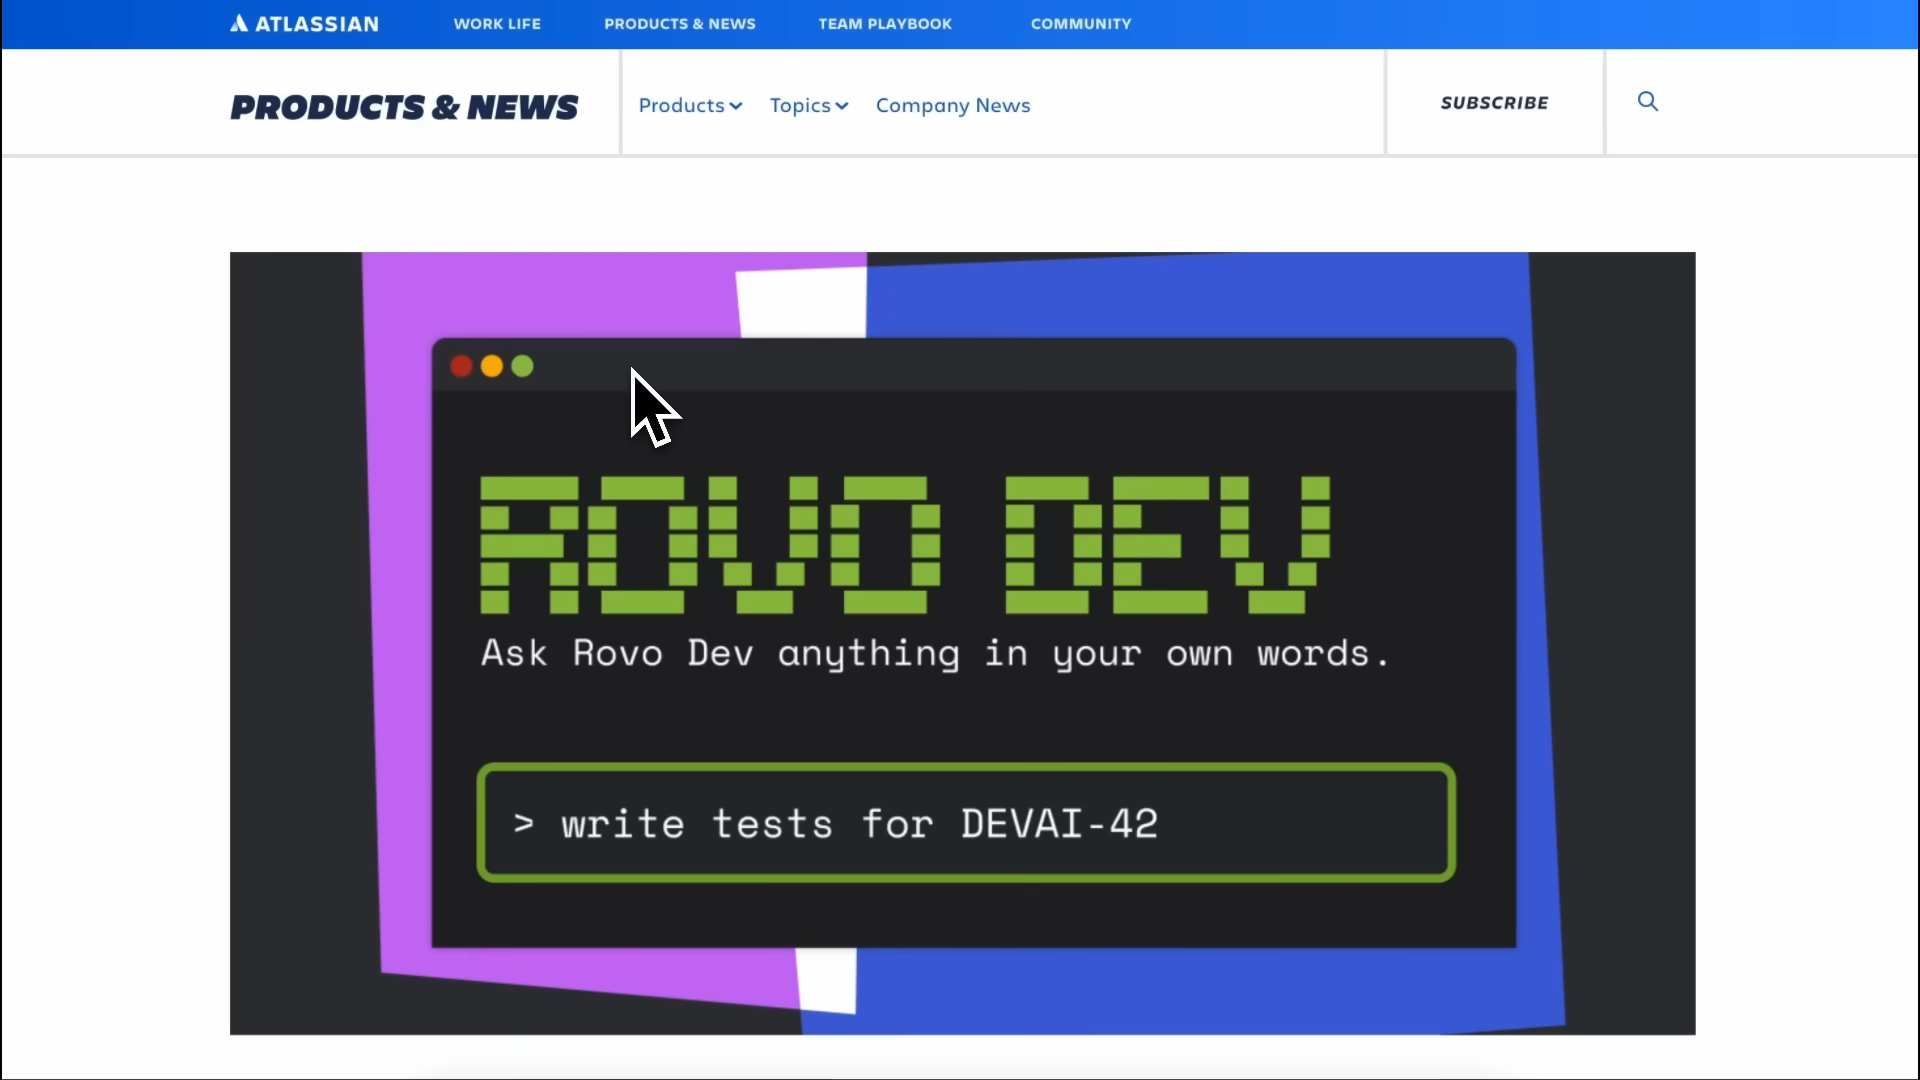 ATLASSIAN WORK LIFE PRODUCTS & NEWS TEAM PLAYBOOK COMMUNITY
PRODUCTS & NEWS Products Topics Company News SUBSCRIBE
ROVO DEV
Ask Rovo Dev anything in your own words.
> write tests for DEVAI-42